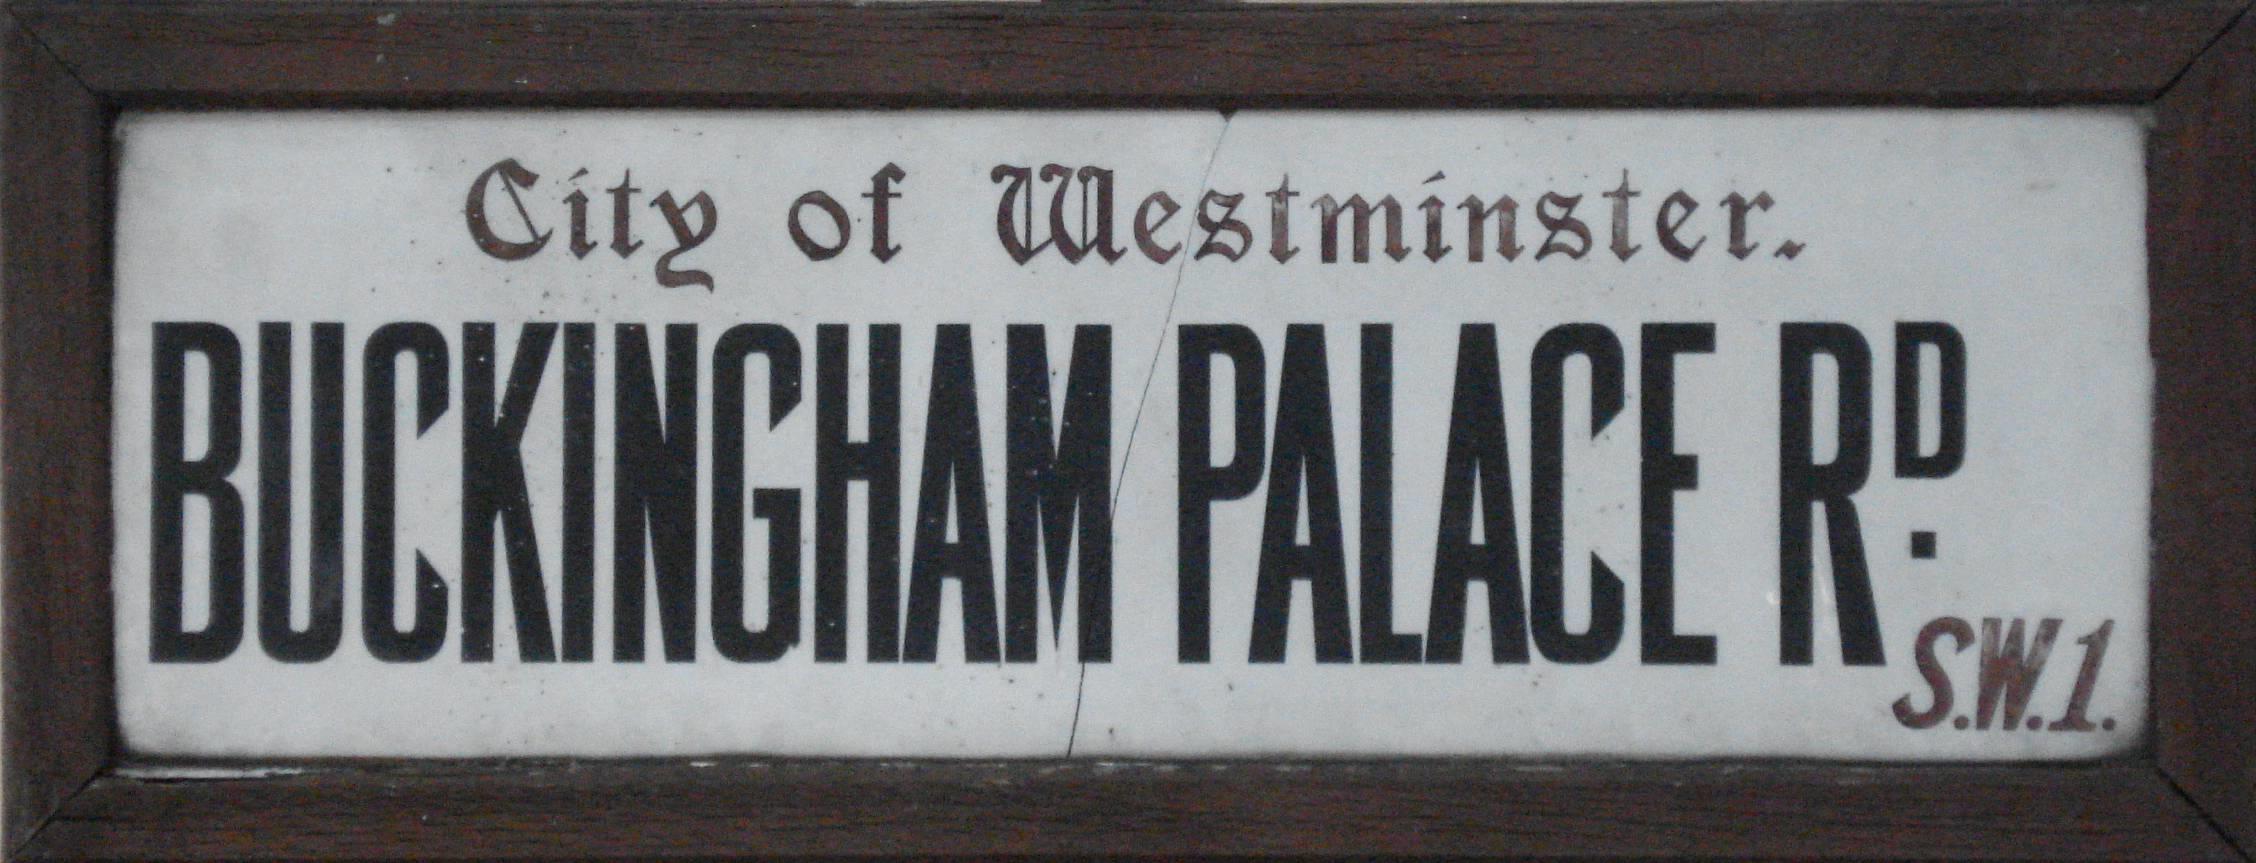 City of Westminster.
BUCKINGHAM PALACE RD.
S.W.1.